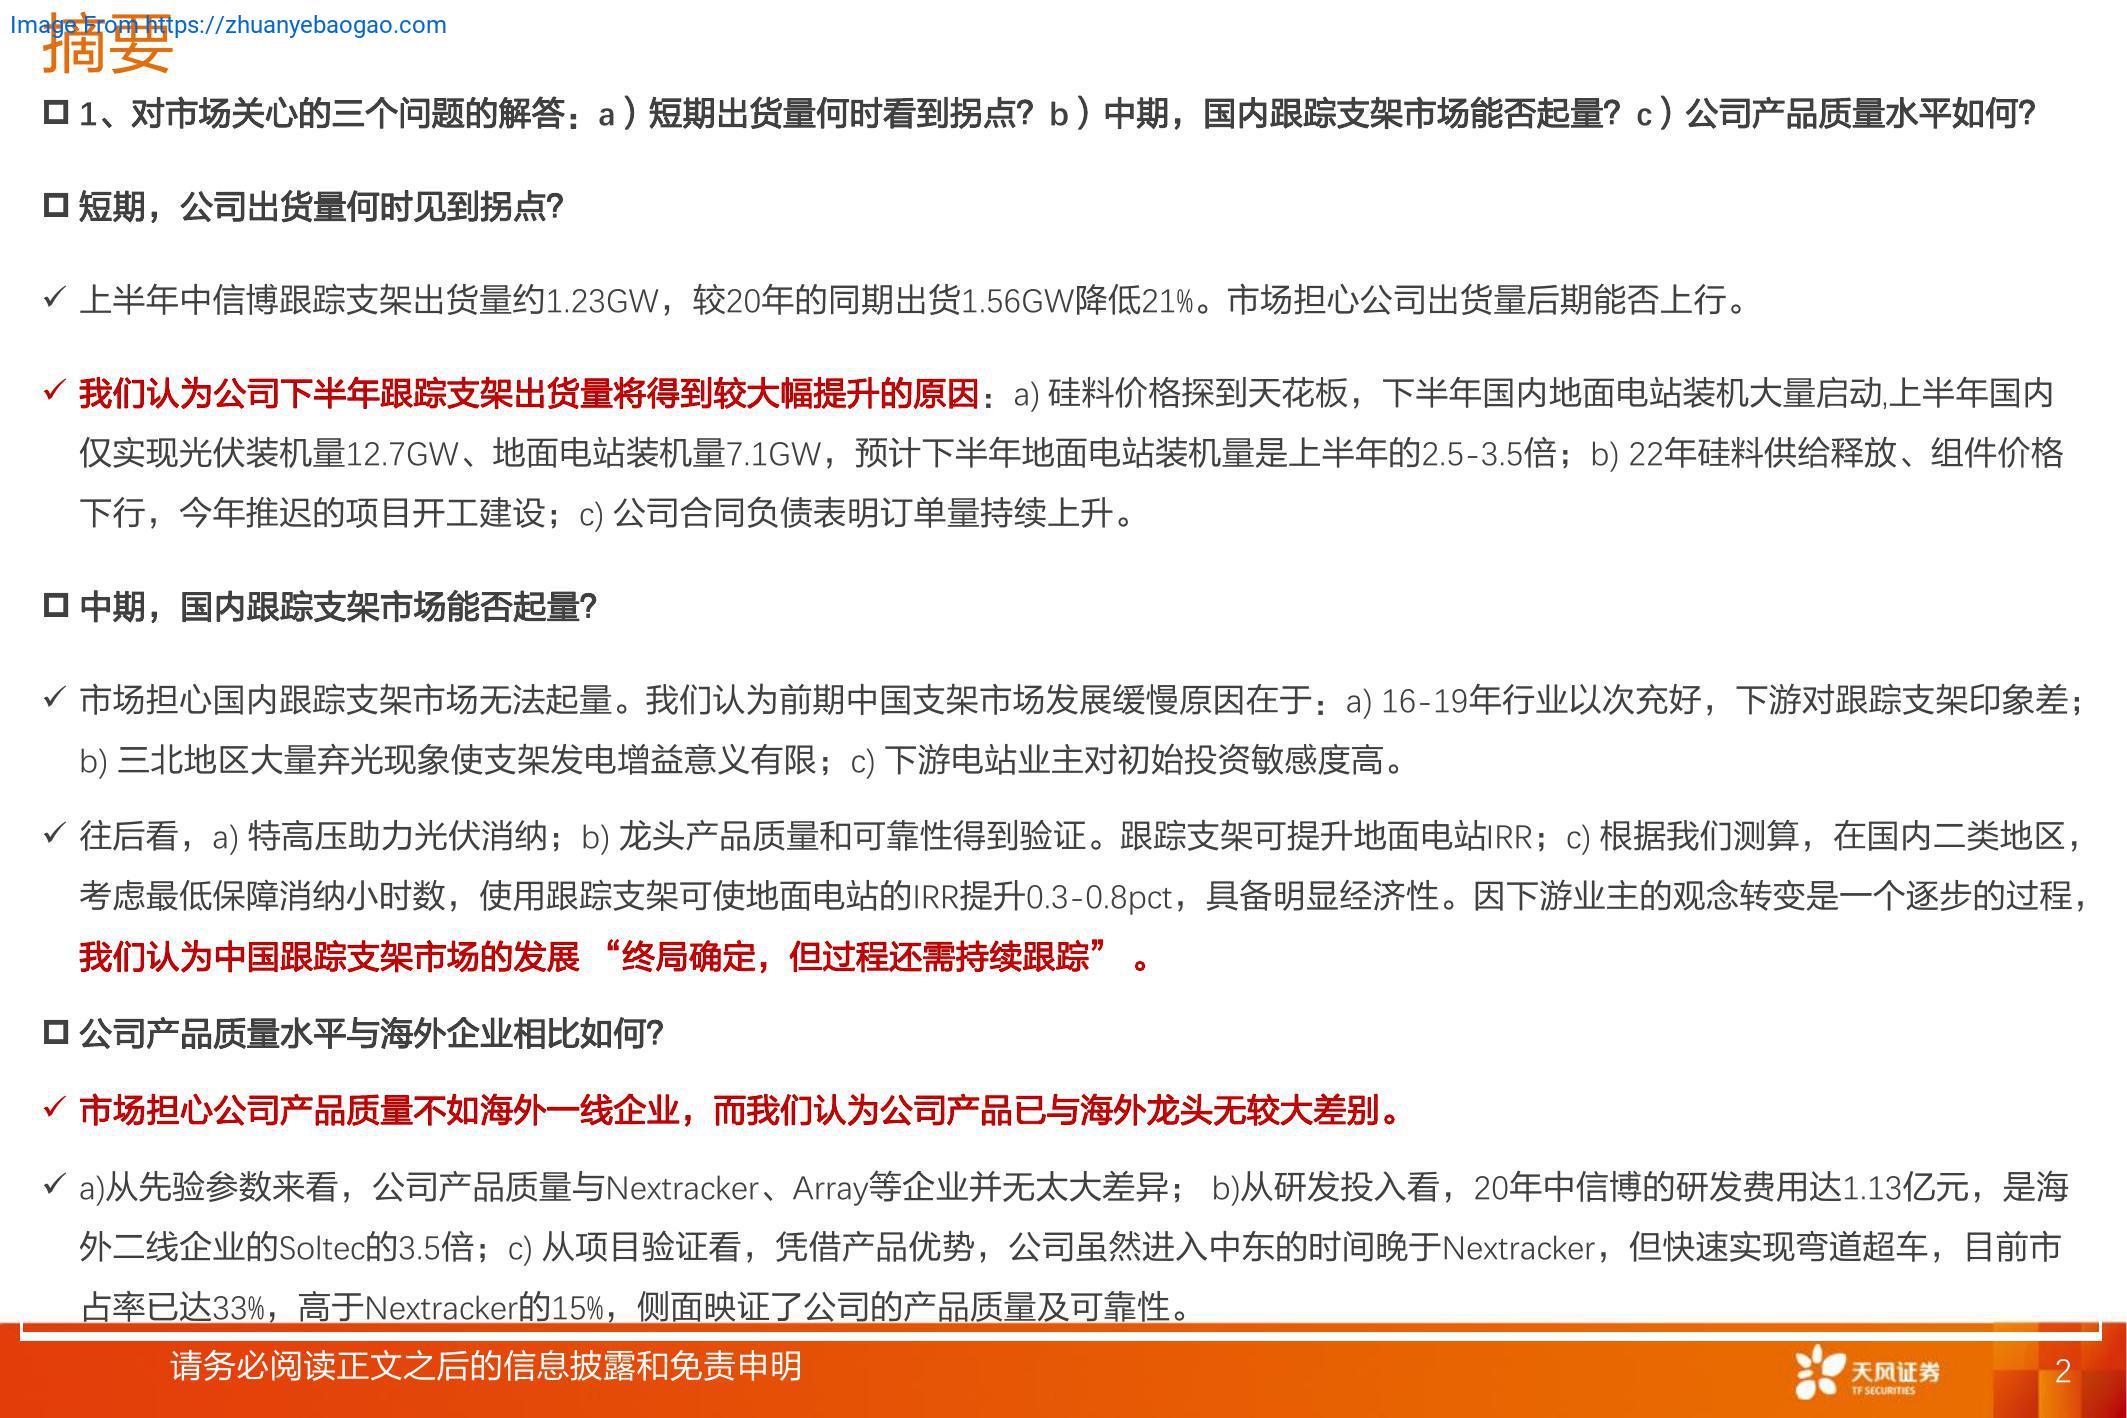 Image From https://zhuanyebaogao.com
摘要
1、对市场关心的三个问题的解答：a）短期出货量何时看到拐点？b）中期，国内跟踪支架市场能否起量？c）公司产品质量水平如何？
短期，公司出货量何时见到拐点？
上半年中信博跟踪支架出货量约1.23GW，较20年的同期出货1.56GW降低21%。市场担心公司出货量后期能否上行。
我们认为公司下半年跟踪支架出货量将得到较大幅提升的原因：a) 硅料价格探到天花板，下半年国内地面电站装机大量启动,上半年国内
仅实现光伏装机量12.7GW、地面电站装机量7.1GW，预计下半年地面电站装机量是上半年的2.5-3.5倍；b) 22年硅料供给释放、组件价格
下行，今年推迟的项目开工建设；c) 公司合同负债表明订单量持续上升。
中期，国内跟踪支架市场能否起量？
市场担心国内跟踪支架市场无法起量。我们认为前期中国支架市场发展缓慢原因在于：a) 16-19年行业以次充好，下游对跟踪支架印象差；
b) 三北地区大量弃光现象使支架发电增益意义有限；c) 下游电站业主对初始投资敏感度高。
往后看，a) 特高压助力光伏消纳；b) 龙头产品质量和可靠性得到验证。跟踪支架可提升地面电站IRR；c) 根据我们测算，在国内二类地区，
考虑最低保障消纳小时数，使用跟踪支架可使地面电站的IRR提升0.3-0.8pct，具备明显经济性。因下游业主的观念转变是一个逐步的过程，
我们认为中国跟踪支架市场的发展 “终局确定，但过程还需持续跟踪” 。
公司产品质量水平与海外企业相比如何？
市场担心公司产品质量不如海外一线企业，而我们认为公司产品已与海外龙头无较大差别。
a)从先验参数来看，公司产品质量与Nextracker、Array等企业并无太大差异； b)从研发投入看，20年中信博的研发费用达1.13亿元，是海
外二线企业的Soltec的3.5倍；c) 从项目验证看，凭借产品优势，公司虽然进入中东的时间晚于Nextracker，但快速实现弯道超车，目前市
占率已达33%，高于Nextracker的15%，侧面映证了公司的产品质量及可靠性。
请务必阅读正文之后的信息披露和免责申明
天风证券
TF SECURITIES
2